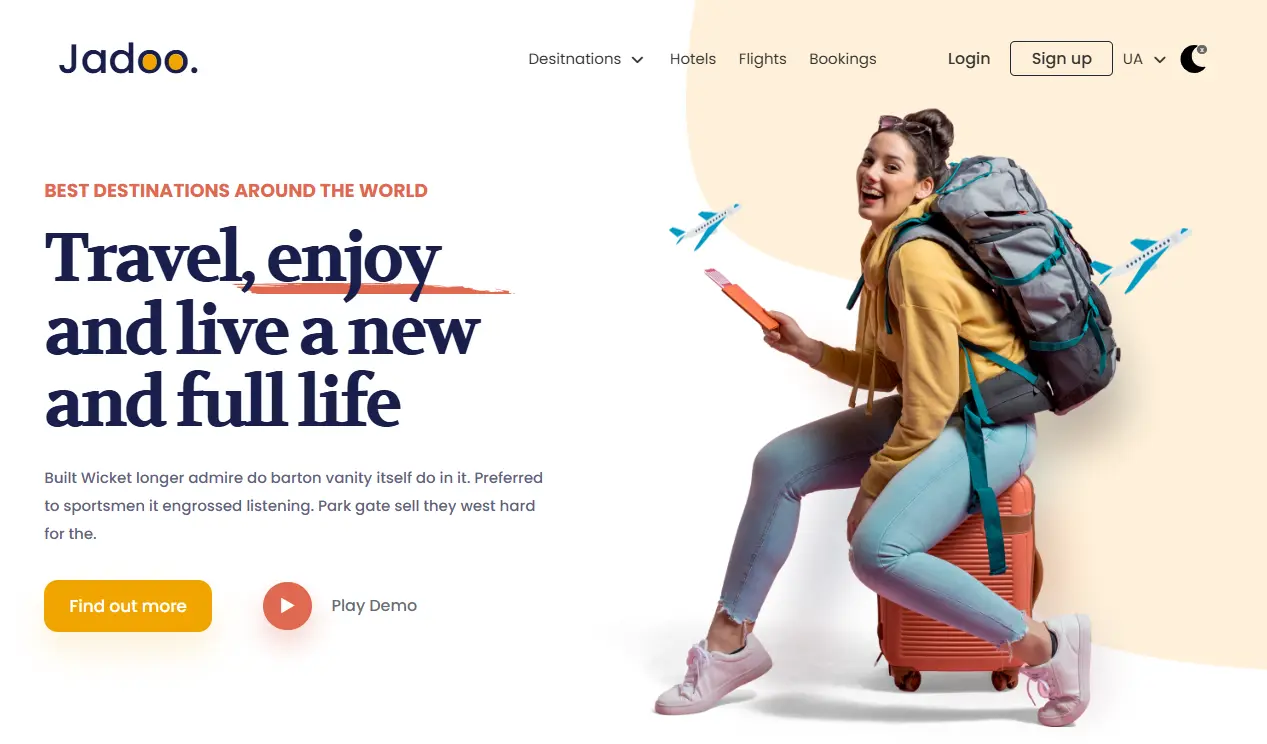 Jadoo.
Desitnations
Hotels
Flights
Bookings
Login
Sign up
UA
BEST DESTINATIONS AROUND THE WORLD
Travel, enjoy
and live a new
and full life
Built Wicket longer admire do barton vanity itself do in it. Preferred
to sportsmen it engrossed listening. Park gate sell they west hard
for the.
Find out more
Play Demo